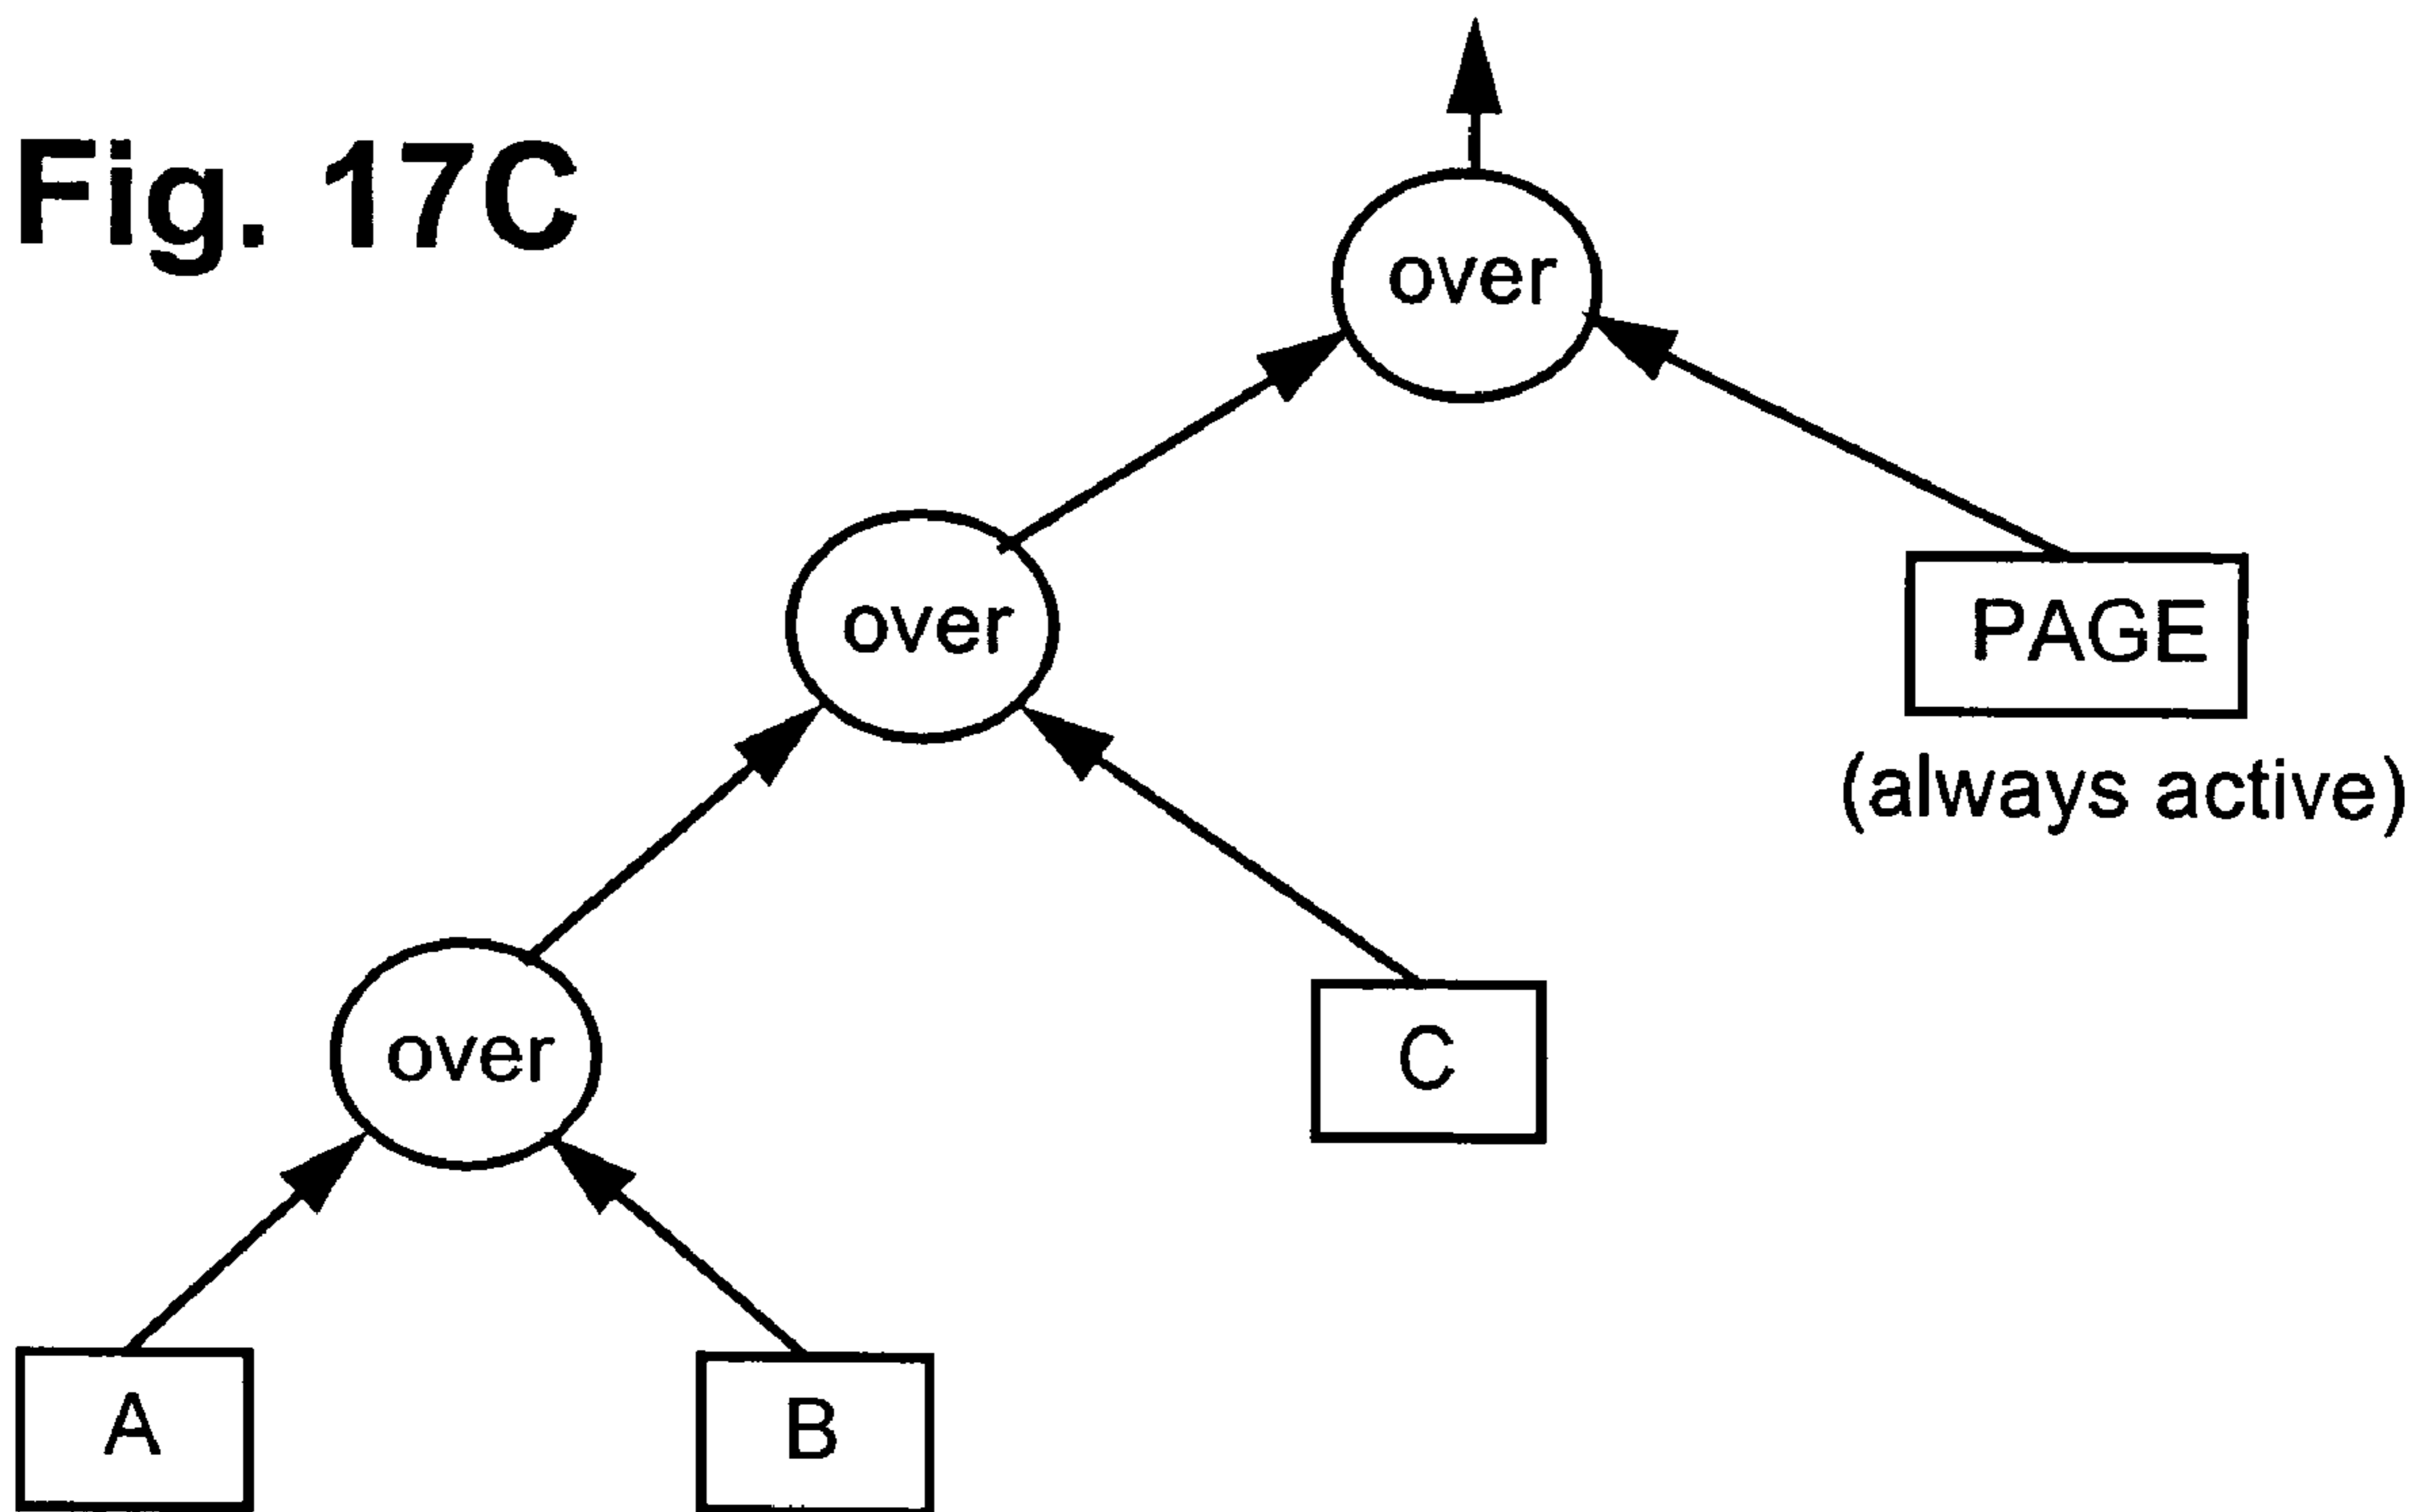 Fig. 17C
over
over
PAGE
(always active)
over
C
A
B